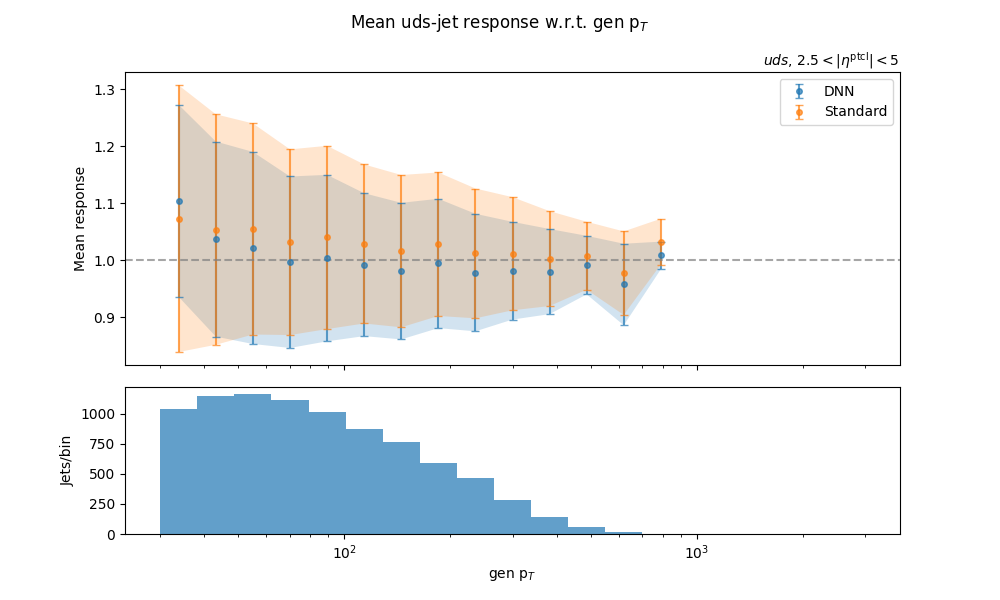 Mean uds-jet response w.r.t. gen p_T
uds, 2.5 < |η^ptcl| < 5
DNN
Standard
1.3
1.2
1.1
1.0
0.9
Mean response
1000
750
500
250
0
Jets/bin
10^2
10^3
gen p_T